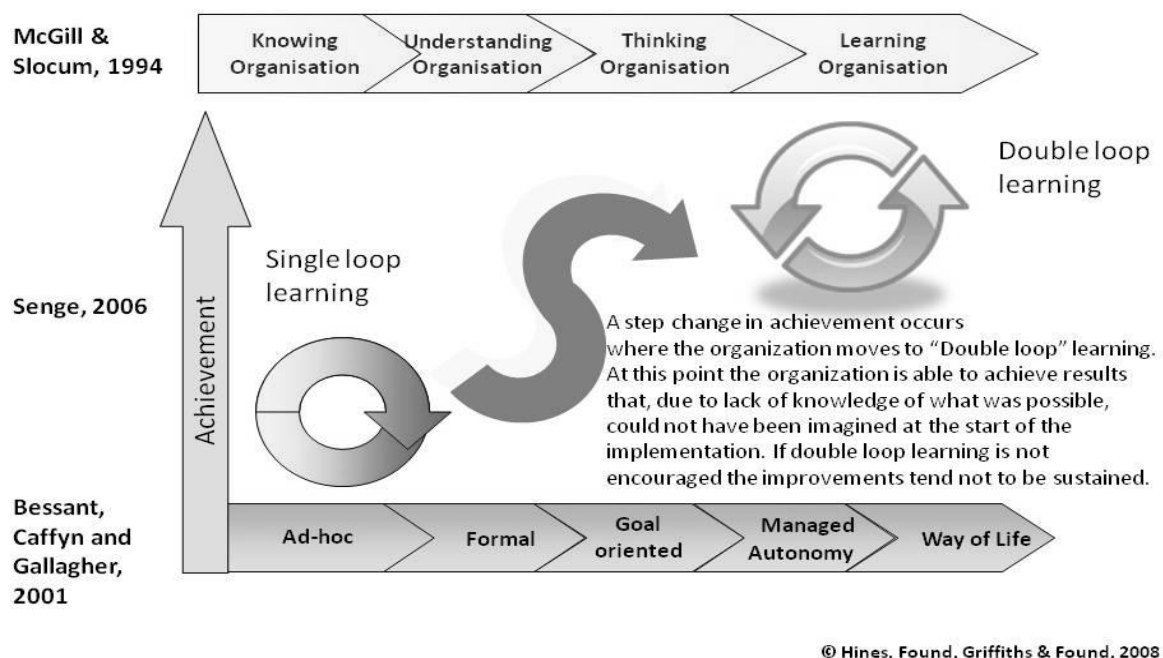 McGill &
Slocum, 1994
Knowing
Organisation
Understanding
Organisation
Thinking
Organisation
Learning
Organisation
Double loop
learning
Single loop
learning
Senge, 2006
Achievement
A step change in achievement occurs
where the organization moves to “Double loop” learning.
At this point the organization is able to achieve results
that, due to lack of knowledge of what was possible,
could not have been imagined at the start of the
implementation. If double loop learning is not
encouraged the improvements tend not to be sustained.
Bessant,
Caffyn and
Gallagher,
2001
Ad-hoc
Formal
Goal
oriented
Managed
Autonomy
Way of Life
© Hines, Found, Griffiths & Found, 2008